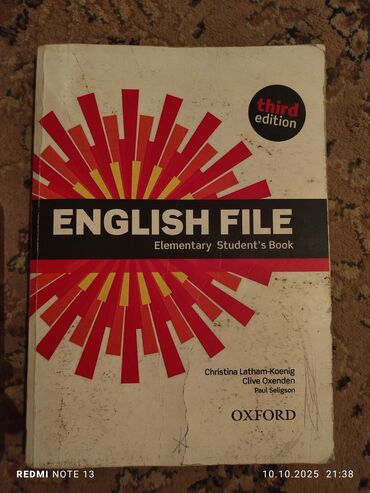 third
edition
ENGLISH FILE
Elementary Student's Book
Christina Latham-Koenig
Clive Oxenden
Paul Seligson
OXFORD
REDMI NOTE 13
10.10.2025 21:38